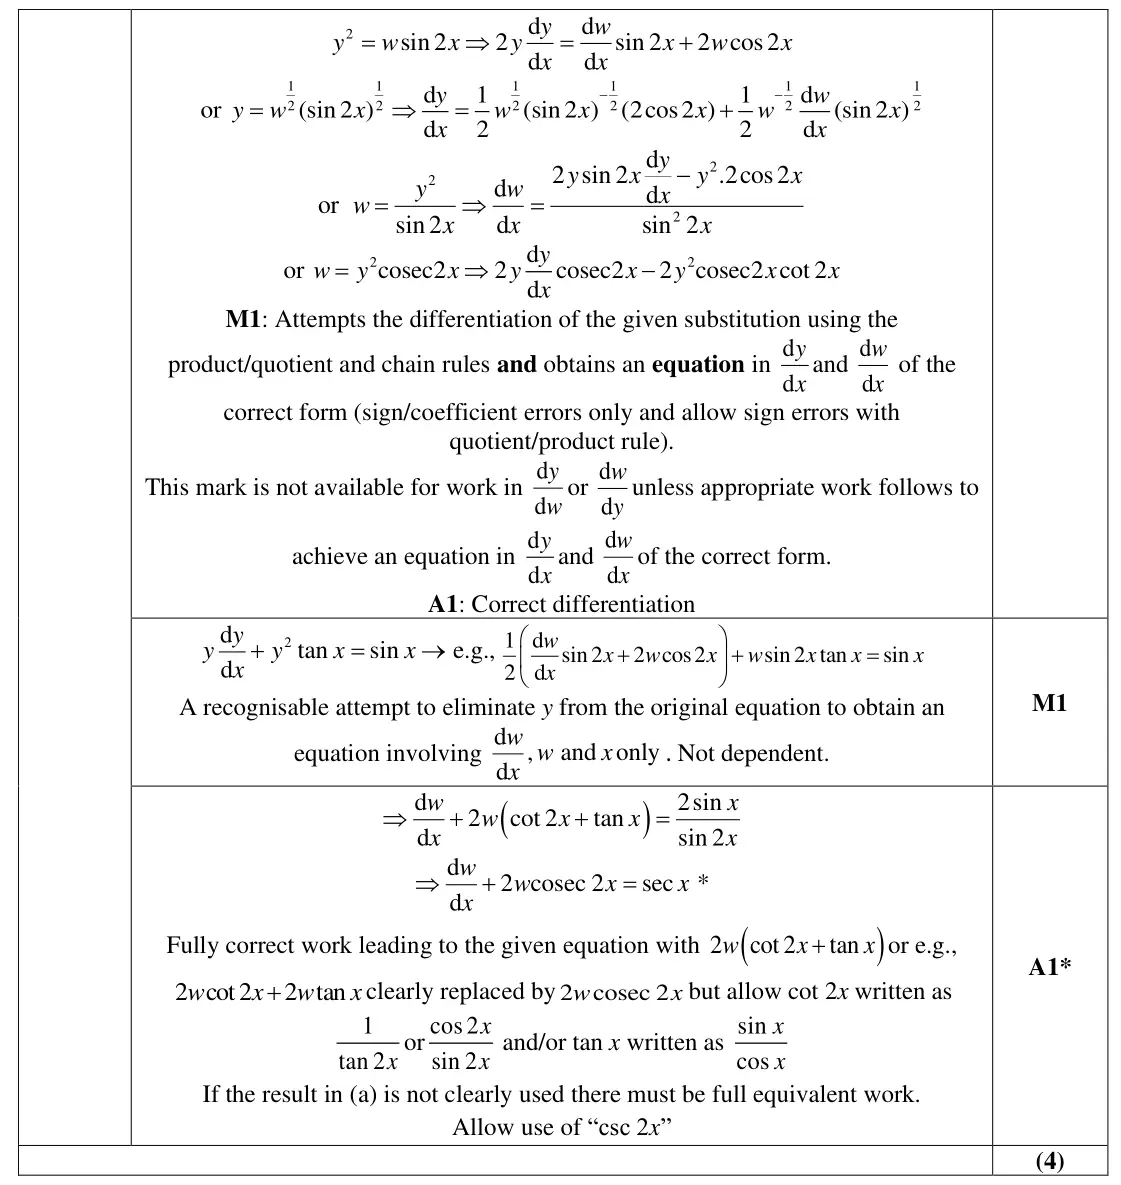 y² = w sin 2x ⇒ 2y dy/dx = dw/dx sin 2x + 2w cos 2x
or y = w^(1/2) (sin 2x)^(1/2) ⇒ dy/dx = 1/2 w^(1/2) (sin 2x)^(-1/2) (2cos 2x) + 1/2 w^(-1/2) dw/dx (sin 2x)^(1/2)
or w = y²/sin 2x ⇒ dw/dx = (2y sin 2x dy/dx − y².2cos 2x)/sin² 2x
or w = y²cosec2x ⇒ 2y dy/dx cosec2x − 2y²cosec2x cot 2x
M1: Attempts the differentiation of the given substitution using the
product/quotient and chain rules and obtains an equation in dy/dx and dw/dx of the
correct form (sign/coefficient errors only and allow sign errors with
quotient/product rule).
This mark is not available for work in dy/dw or dw/dy unless appropriate work follows to
achieve an equation in dy/dx and dw/dx of the correct form.
A1: Correct differentiation
y dy/dx + y² tan x = sin x → e.g., 1/2 (dw/dx sin 2x + 2w cos 2x) + w sin 2x tan x = sin x
A recognisable attempt to eliminate y from the original equation to obtain an
equation involving dw/dx, w and x only . Not dependent.
M1
⇒ dw/dx + 2w(cot 2x + tan x) = 2sin x/sin 2x
⇒ dw/dx + 2wcosec 2x = sec x *
Fully correct work leading to the given equation with 2w(cot 2x + tan x) or e.g.,
2w cot 2x + 2w tan x clearly replaced by 2w cosec 2x but allow cot 2x written as
1/tan 2x or cos 2x/sin 2x and/or tan x written as sin x/cos x
If the result in (a) is not clearly used there must be full equivalent work.
Allow use of “csc 2x”
A1*
(4)